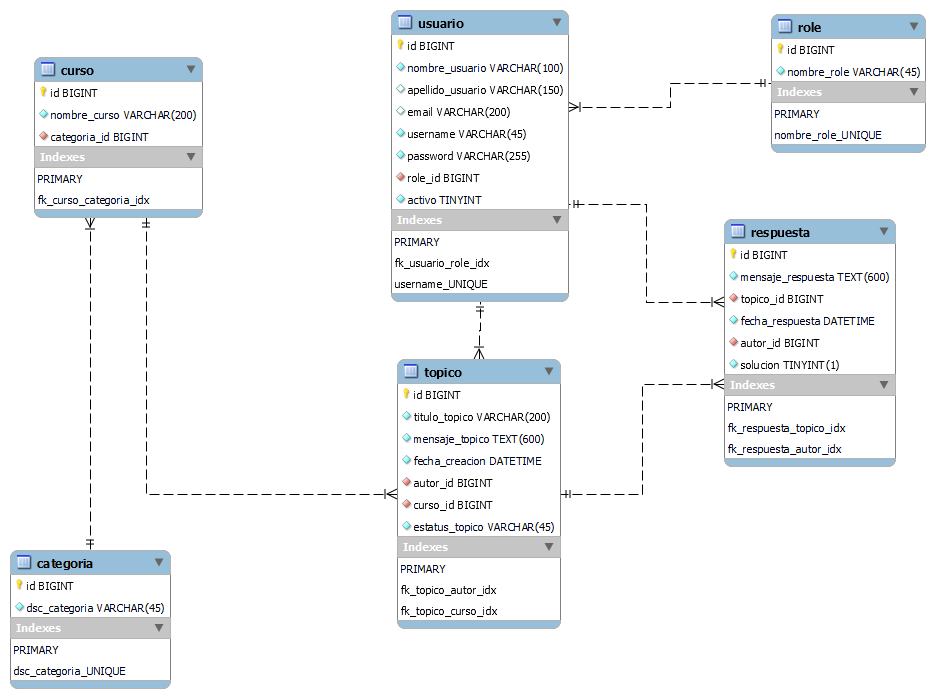 usuario
id BIGINT
nombre_usuario VARCHAR(100)
apellido_usuario VARCHAR(150)
email VARCHAR(200)
username VARCHAR(45)
password VARCHAR(255)
role_id BIGINT
activo TINYINT
Indexes
PRIMARY
fk_usuario_role_idx
username_UNIQUE
role
id BIGINT
nombre_role VARCHAR(45)
Indexes
PRIMARY
nombre_role_UNIQUE
curso
id BIGINT
nombre_curso VARCHAR(200)
categoria_id BIGINT
Indexes
PRIMARY
fk_curso_categoria_idx
respuesta
id BIGINT
mensaje_respuesta TEXT(600)
topico_id BIGINT
fecha_respuesta DATETIME
autor_id BIGINT
solucion TINYINT(1)
Indexes
PRIMARY
fk_respuesta_topico_idx
fk_respuesta_autor_idx
topico
id BIGINT
titulo_topico VARCHAR(200)
mensaje_topico TEXT(600)
fecha_creacion DATETIME
autor_id BIGINT
curso_id BIGINT
estatus_topico VARCHAR(45)
Indexes
PRIMARY
fk_topico_autor_idx
fk_topico_curso_idx
categoria
id BIGINT
dsc_categoria VARCHAR(45)
Indexes
PRIMARY
dsc_categoria_UNIQUE